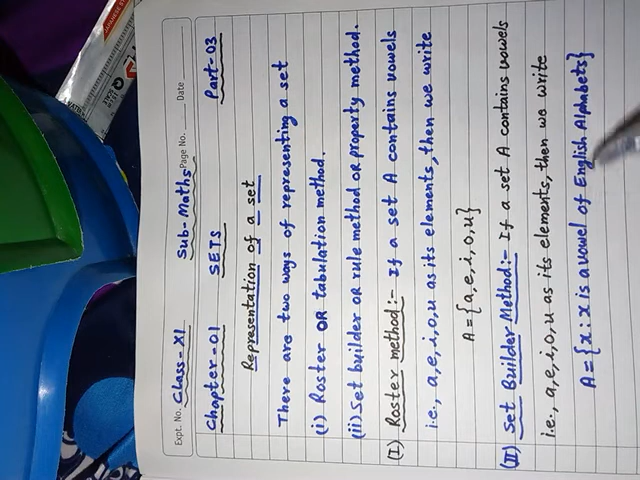 Expt. No. Class-XI Sub-Maths Page No. Date
Chapter-01 SETS Part-03
Representation of a set
There are two ways of representing a set
(i) Roster OR tabulation method.
(ii) Set builder OR rule method OR property method.
(I) Roster method:- If a set A contains vowels
i.e., a,e,i,o,u as its elements, then we write
A={a,e,i,o,u}
(II) Set Builder Method:- If a set A contains vowels
i.e., a,e,i,o,u as its elements, then we write
A={x:x is a vowel of English Alphabets}